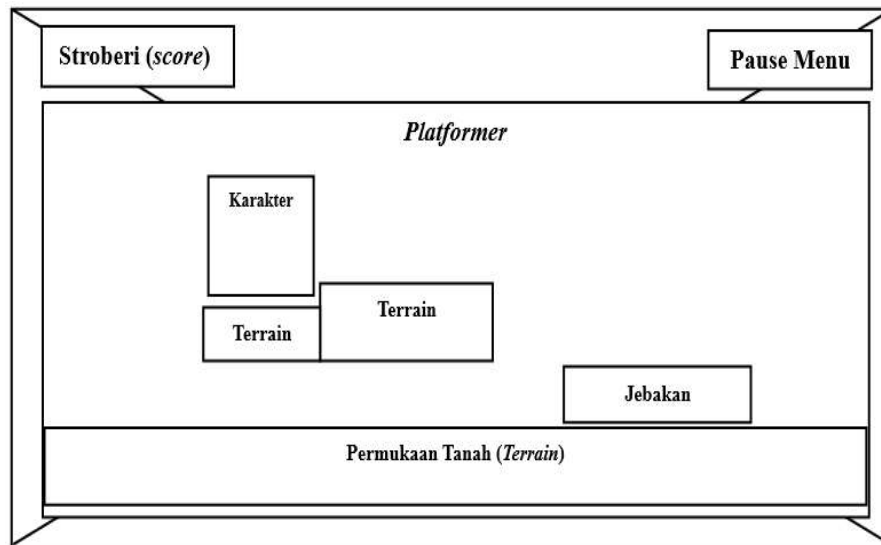 Stroberi (score)
Pause Menu
Platformer
Karakter
Terrain
Terrain
Jebakan
Permukaan Tanah (Terrain)